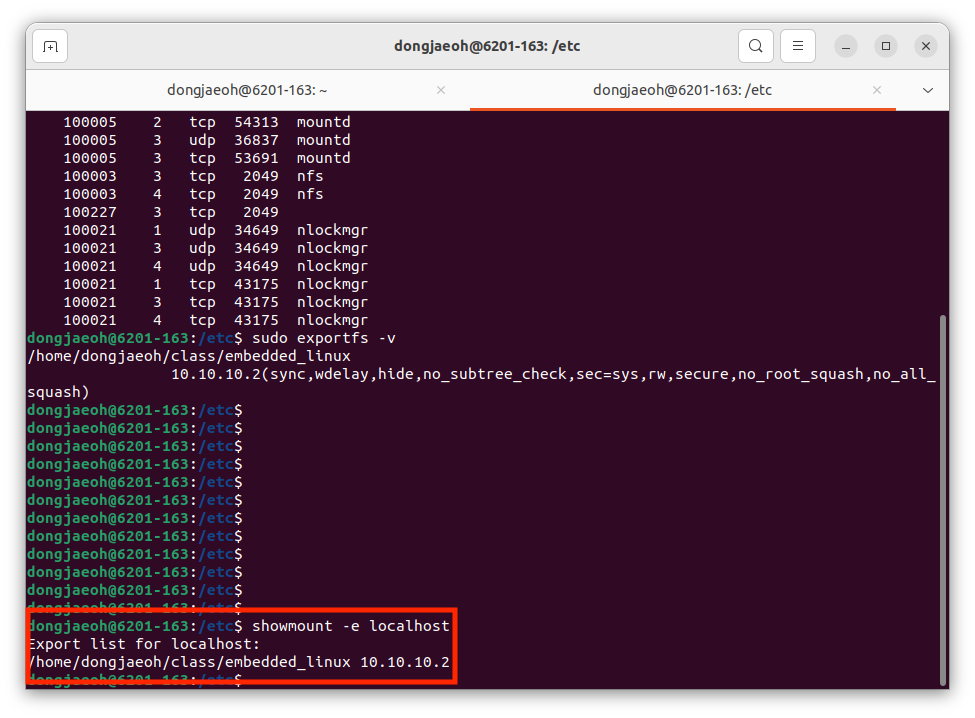 dongjaeoh@6201-163: /etc
dongjaeoh@6201-163: ~
dongjaeoh@6201-163: /etc
100005 2 tcp 54313 mountd
100005 3 udp 36837 mountd
100005 3 tcp 53691 mountd
100003 3 tcp 2049 nfs
100003 4 tcp 2049 nfs
100227 3 tcp 2049
100021 1 udp 34649 nlockmgr
100021 3 udp 34649 nlockmgr
100021 4 udp 34649 nlockmgr
100021 1 tcp 43175 nlockmgr
100021 3 tcp 43175 nlockmgr
100021 4 tcp 43175 nlockmgr
dongjaeoh@6201-163:/etc$ sudo exportfs -v
/home/dongjaeoh/class/embedded_linux
10.10.10.2(sync,wdelay,hide,no_subtree_check,sec=sys,rw,secure,no_root_squash,no_all_
squash)
dongjaeoh@6201-163:/etc$
dongjaeoh@6201-163:/etc$
dongjaeoh@6201-163:/etc$
dongjaeoh@6201-163:/etc$
dongjaeoh@6201-163:/etc$
dongjaeoh@6201-163:/etc$
dongjaeoh@6201-163:/etc$
dongjaeoh@6201-163:/etc$
dongjaeoh@6201-163:/etc$
dongjaeoh@6201-163:/etc$
dongjaeoh@6201-163:/etc$
dongjaeoh@6201-163:/etc$
dongjaeoh@6201-163:/etc$ showmount -e localhost
Export list for localhost:
/home/dongjaeoh/class/embedded_linux 10.10.10.2
dongjaeoh@6201-163:/etc$